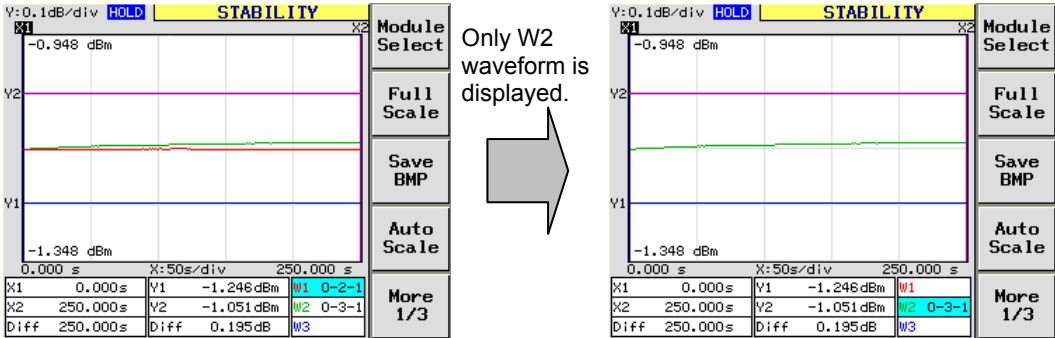 Y:0.1dB/div HOLD STABILITY
X1 X2
-0.948 dBm
Y2
Y1
-1.348 dBm
0.000 s X:50s/div 250.000 s
X1 0.000s Y1 -1.246dBm W1 0-2-1
X2 250.000s Y2 -1.051dBm W2 0-3-1
Diff 250.000s Diff 0.195dB W3
Module
Select
Full
Scale
Save
BMP
Auto
Scale
More
1/3
Only W2
waveform is
displayed.
Y:0.1dB/div HOLD STABILITY
X1 X2
-0.948 dBm
Y2
Y1
-1.348 dBm
0.000 s X:50s/div 250.000 s
X1 0.000s Y1 -1.246dBm W1
X2 250.000s Y2 -1.051dBm W2 0-3-1
Diff 250.000s Diff 0.195dB W3
Module
Select
Full
Scale
Save
BMP
Auto
Scale
More
1/3